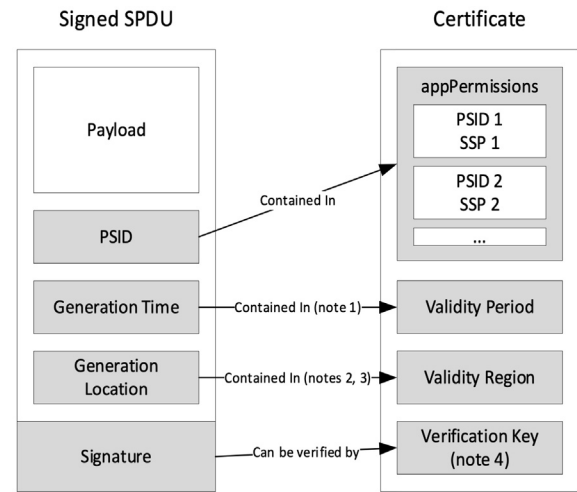 Signed SPDU
Certificate
Payload
PSID
Generation Time
Generation
Location
Signature
Contained In
Contained In (note 1)
Contained In (notes 2, 3)
Can be verified by
appPermissions
PSID 1
SSP 1
PSID 2
SSP 2
...
Validity Period
Validity Region
Verification Key
(note 4)